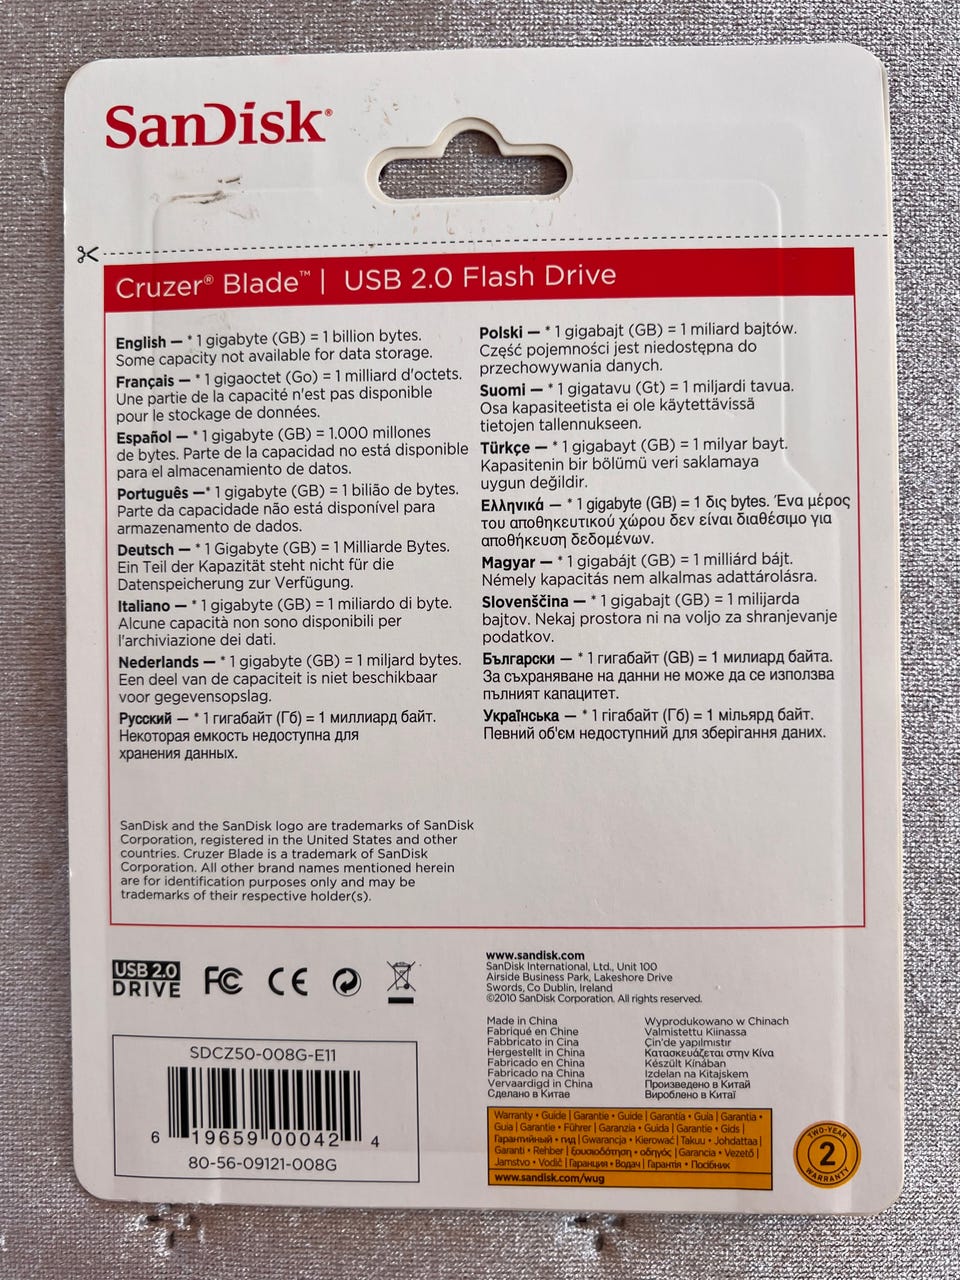 SanDisk®
Cruzer® Blade™ | USB 2.0 Flash Drive
English — * 1 gigabyte (GB) = 1 billion bytes.
Some capacity not available for data storage.
Français — * 1 gigaoctet (Go) = 1 milliard d'octets.
Une partie de la capacité n'est pas disponible
pour le stockage de données.
Español — * 1 gigabyte (GB) = 1.000 millones
de bytes. Parte de la capacidad no está disponible
para el almacenamiento de datos.
Português —* 1 gigabyte (GB) = 1 bilião de bytes.
Parte da capacidade não está disponível para
armazenamento de dados.
Deutsch — * 1 Gigabyte (GB) = 1 Milliarde Bytes.
Ein Teil der Kapazität steht nicht für die
Datenspeicherung zur Verfügung.
Italiano — * 1 gigabyte (GB) = 1 miliardo di byte.
Alcune capacità non sono disponibili per
l'archiviazione dei dati.
Nederlands — * 1 gigabyte (GB) = 1 miljard bytes.
Een deel van de capaciteit is niet beschikbaar
voor gegevensopslag.
Русский — * 1 гигабайт (Гб) = 1 миллиард байт.
Некоторая емкость недоступна для
хранения данных.
Polski — * 1 gigabajt (GB) = 1 miliard bajtów.
Część pojemności jest niedostępna do
przechowywania danych.
Suomi — * 1 gigatavu (Gt) = 1 miljardi tavua.
Osa kapasiteetista ei ole käytettävissä
tietojen tallennukseen.
Türkçe — * 1 gigabayt (GB) = 1 milyar bayt.
Kapasitenin bir bölümü veri saklamaya
uygun değildir.
Ελληνικά — * 1 gigabyte (GB) = 1 δις bytes. Ένα μέρος
του αποθηκευτικού χώρου δεν είναι διαθέσιμο για
αποθήκευση δεδομένων.
Magyar — * 1 gigabájt (GB) = 1 milliárd bájt.
Némely kapacitás nem alkalmas adattárolásra.
Slovenščina — * 1 gigabajt (GB) = 1 milijarda
bajtov. Nekaj prostora ni na voljo za shranjevanje
podatkov.
Български — * 1 гигабайт (GB) = 1 милиард байта.
За съхраняване на данни не може да се използва
пълният капацитет.
Українська — * 1 гігабайт (Гб) = 1 мільярд байт.
Певний об'єм недоступний для зберігання даних.
SanDisk and the SanDisk logo are trademarks of SanDisk
Corporation, registered in the United States and other
countries. Cruzer Blade is a trademark of SanDisk
Corporation. All other brand names mentioned herein
are for identification purposes only and may be
trademarks of their respective holder(s).
USB 2.0
DRIVE
FC CE
www.sandisk.com
SanDisk International, Ltd., Unit 100
Airside Business Park, Lakeshore Drive
Swords, Co Dublin, Ireland
©2010 SanDisk Corporation. All rights reserved.
Made in China
Fabriqué en Chine
Fabbricato in Cina
Hergestellt in China
Fabricado en China
Fabricado na China
Vervaardigd in China
Сделано в Китае
Wyprodukowano w Chinach
Valmistettu Kiinassa
Çin'de yapılmıstır
Κατασκευάζεται στην Κίνα
Készült Kínában
Izdelan na Kitajskem
Произведено в Китай
Вироблено в Китаї
SDCZ50-008G-E11
6 19659 00042 4
80-56-09121-008G
Warranty • Guide | Garantie • Guide | Garantía • Guía | Garantia •
Guia | Garantie • Führer | Garanzia • Guida | Garantie • Gids |
Гарантийный • гид | Gwarancja • Kierować | Takuu • Johdattaa |
Garanti • Rehber | ξουσιοδότηση • οδηγός | Garancia • Vezető |
Jamstvo • Vodič | Гаранция • Водач | Гарантія • Посібник
www.sandisk.com/wug
TWO-YEAR
2
WARRANTY